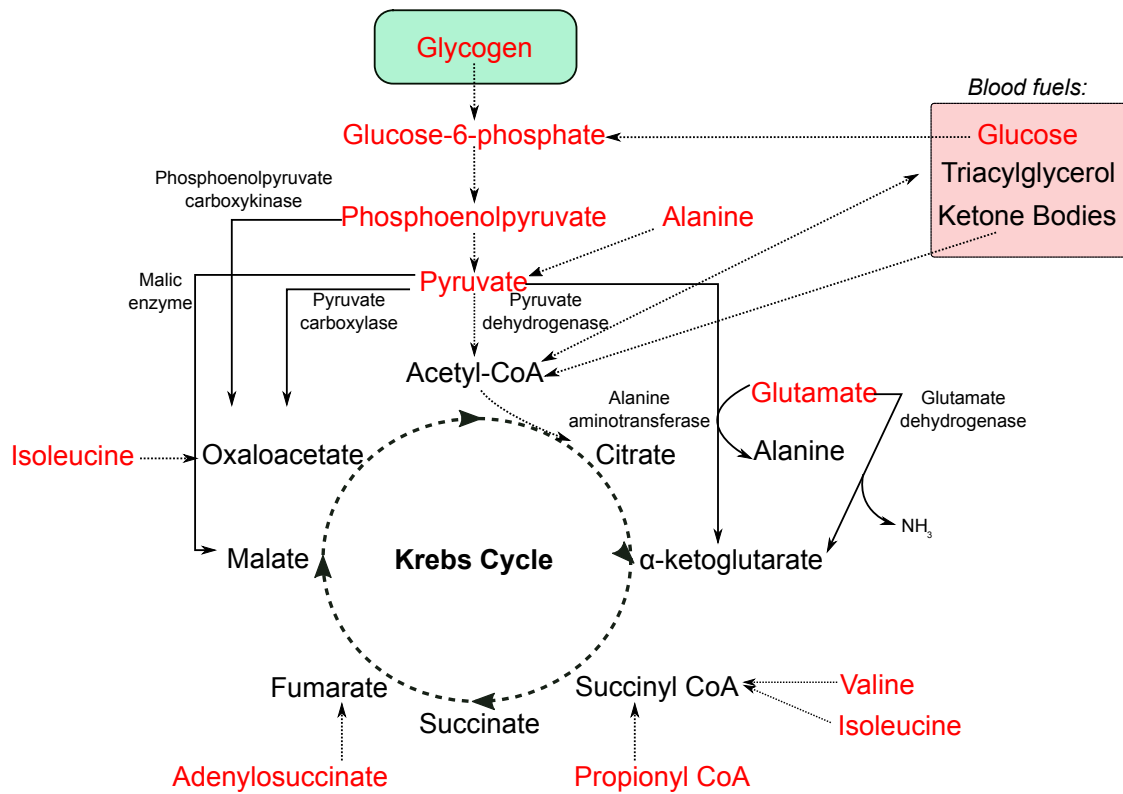 Glycogen
Blood fuels:
Glucose-6-phosphate
Glucose
Triacylglycerol
Phosphoenolpyruvate
carboxykinase
Phosphoenolpyruvate
Alanine
Ketone Bodies
Malic
enzyme
Pyruvate
Pyruvate
carboxylase
Pyruvate
dehydrogenase
Acetyl-CoA
Alanine
aminotransferase
Glutamate
Glutamate
dehydrogenase
Isoleucine
Oxaloacetate
Citrate
Alanine
NH3
Malate
Krebs Cycle
α-ketoglutarate
Fumarate
Succinyl CoA
Valine
Succinate
Isoleucine
Adenylosuccinate
Propionyl CoA